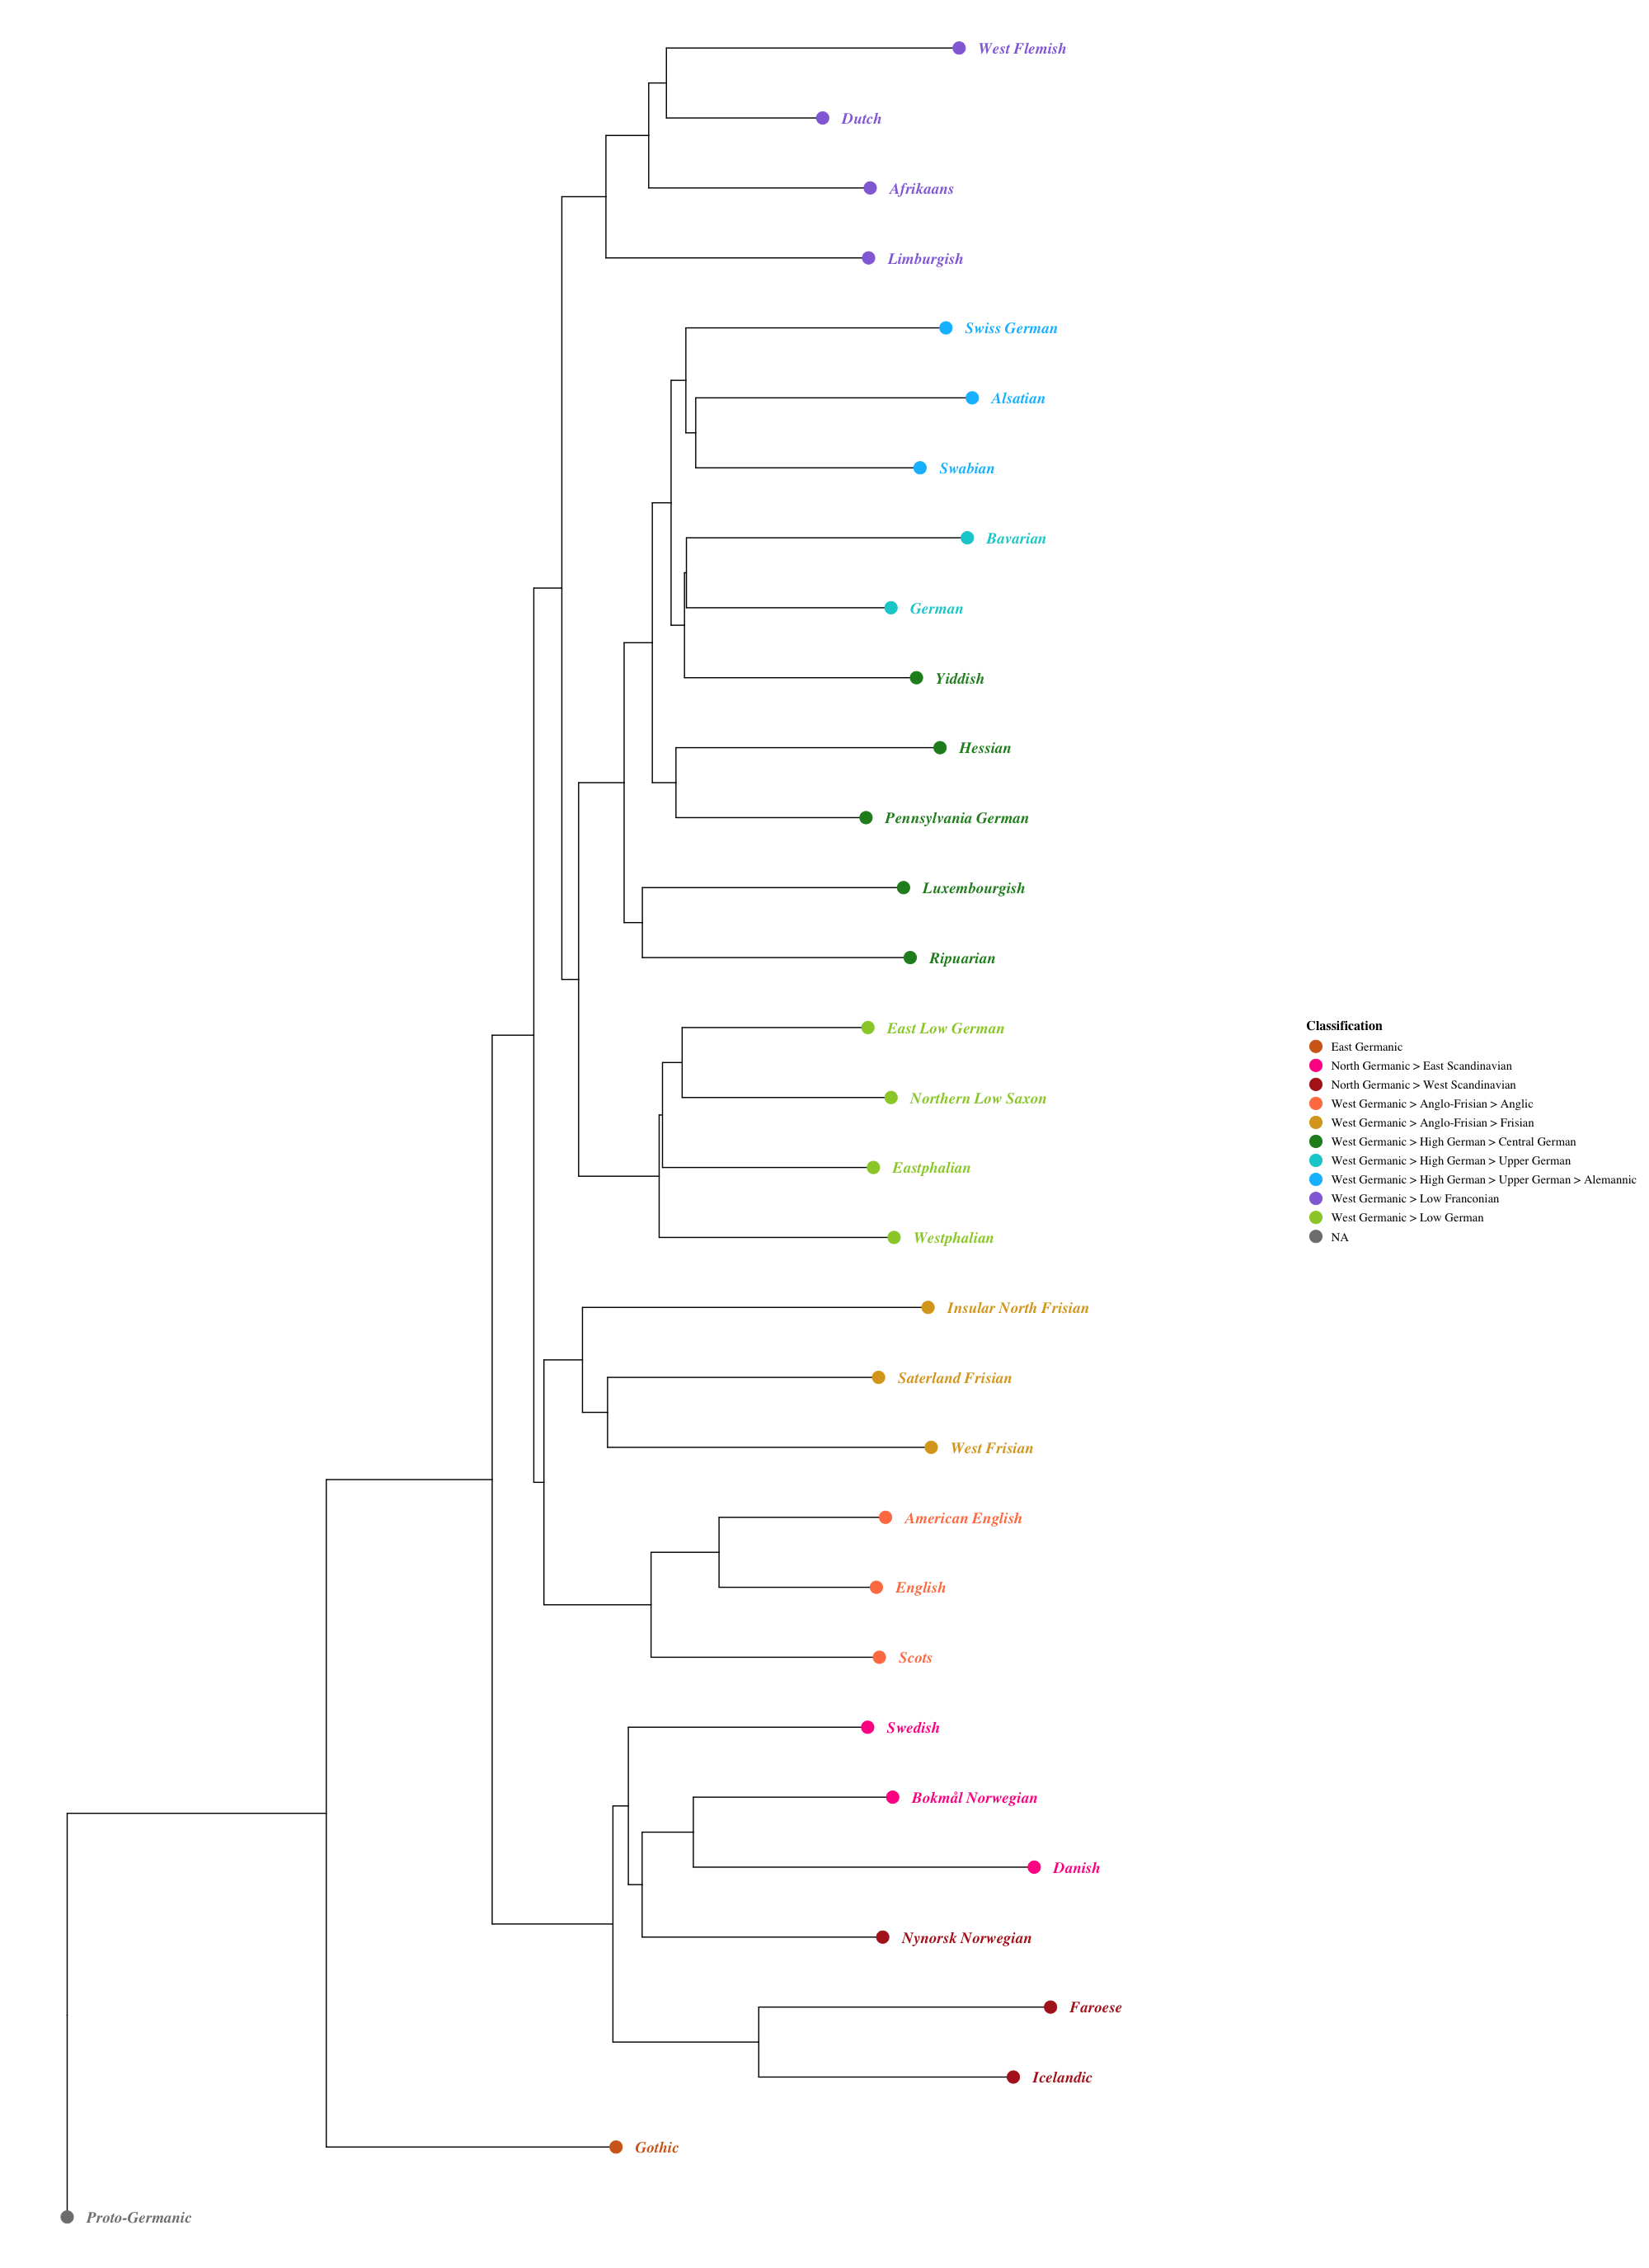 West Flemish
Dutch
Afrikaans
Limburgish
Swiss German
Alsatian
Swabian
Bavarian
German
Yiddish
Hessian
Pennsylvania German
Luxembourgish
Ripuarian
East Low German
Northern Low Saxon
Eastphalian
Westphalian
Insular North Frisian
Saterland Frisian
West Frisian
American English
English
Scots
Swedish
Bokmål Norwegian
Danish
Nynorsk Norwegian
Faroese
Icelandic
Gothic
Proto-Germanic
Classification
East Germanic
North Germanic > East Scandinavian
North Germanic > West Scandinavian
West Germanic > Anglo-Frisian > Anglic
West Germanic > Anglo-Frisian > Frisian
West Germanic > High German > Central German
West Germanic > High German > Upper German
West Germanic > High German > Upper German > Alemannic
West Germanic > Low Franconian
West Germanic > Low German
NA